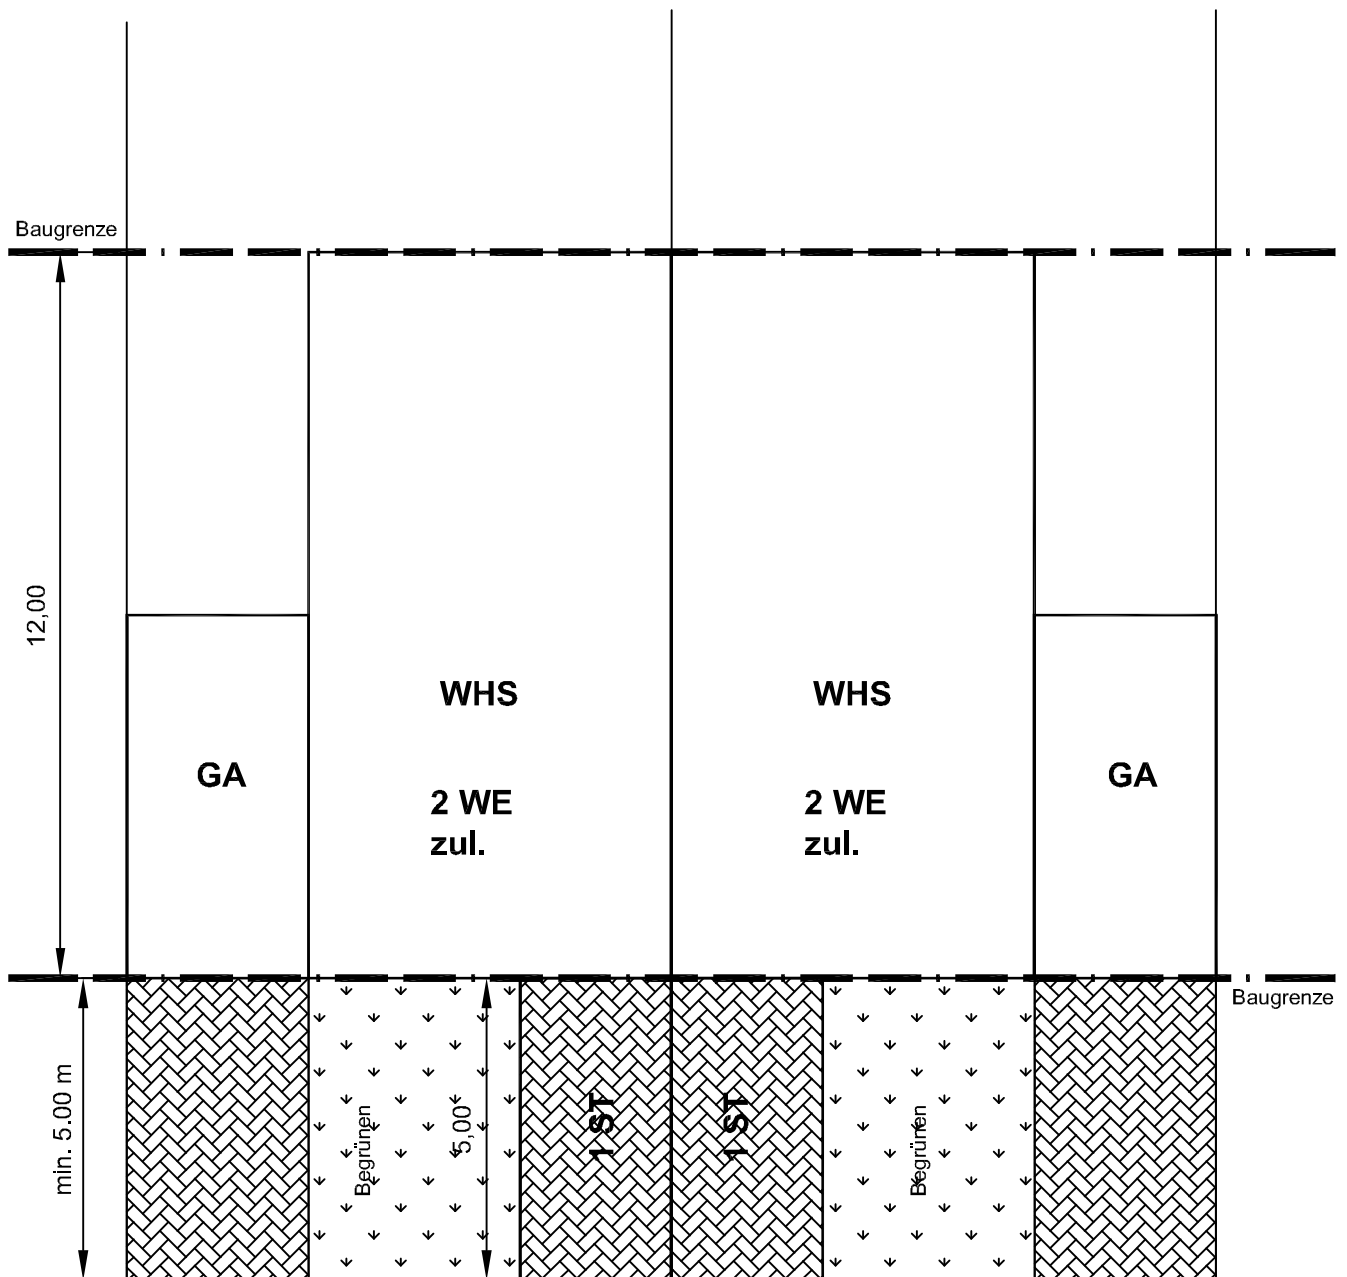 Baugrenze
12,00
WHS
WHS
GA
GA
2 WE
zul.
2 WE
zul.
Baugrenze
min. 5.00 m
Begrünen
5,00
1 ST
1 ST
Begrünen